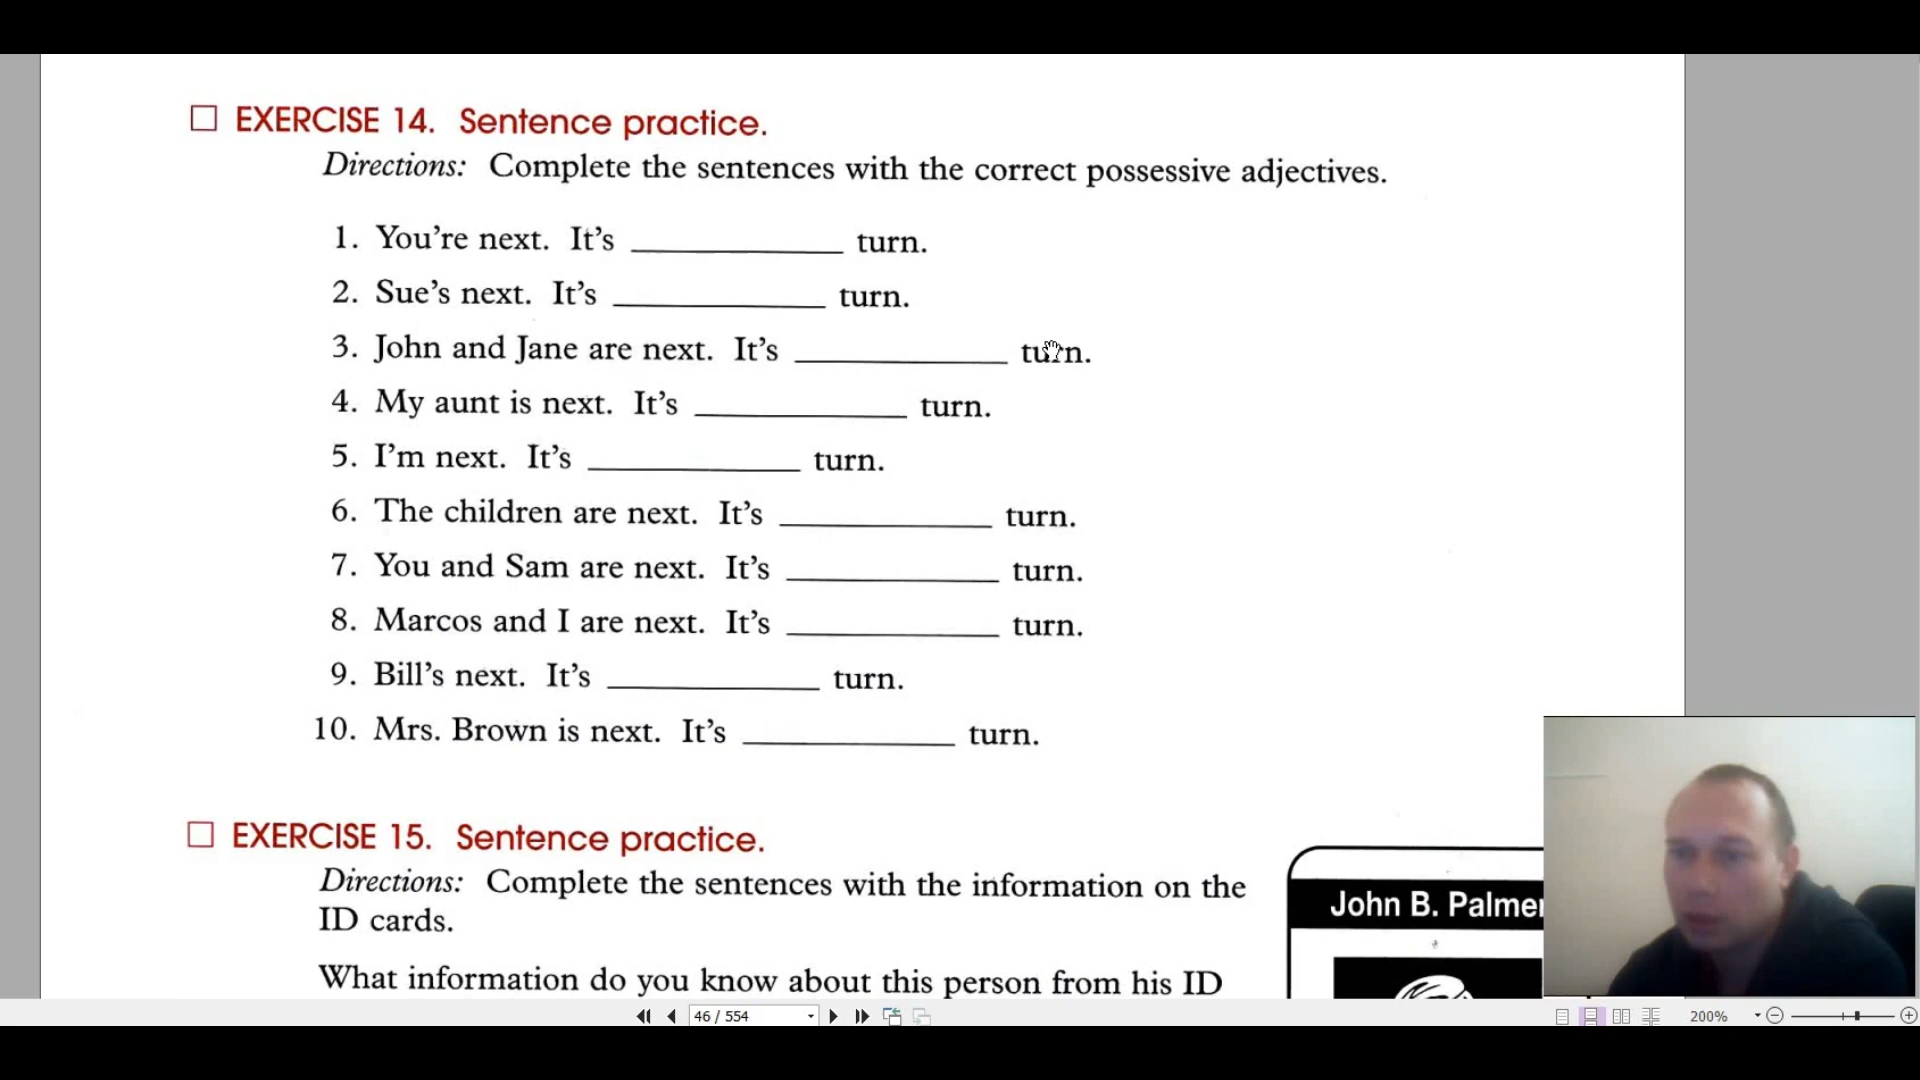 EXERCISE 14. Sentence practice.
Directions: Complete the sentences with the correct possessive adjectives.
1. You're next. It's ____________ turn.
2. Sue's next. It's ____________ turn.
3. John and Jane are next. It's ____________ turn.
4. My aunt is next. It's ____________ turn.
5. I'm next. It's ____________ turn.
6. The children are next. It's ____________ turn.
7. You and Sam are next. It's ____________ turn.
8. Marcos and I are next. It's ____________ turn.
9. Bill's next. It's ____________ turn.
10. Mrs. Brown is next. It's ____________ turn.
EXERCISE 15. Sentence practice.
Directions: Complete the sentences with the information on the
ID cards.
John B. Palmer
What information do you know about this person from his ID
46 / 554
200%